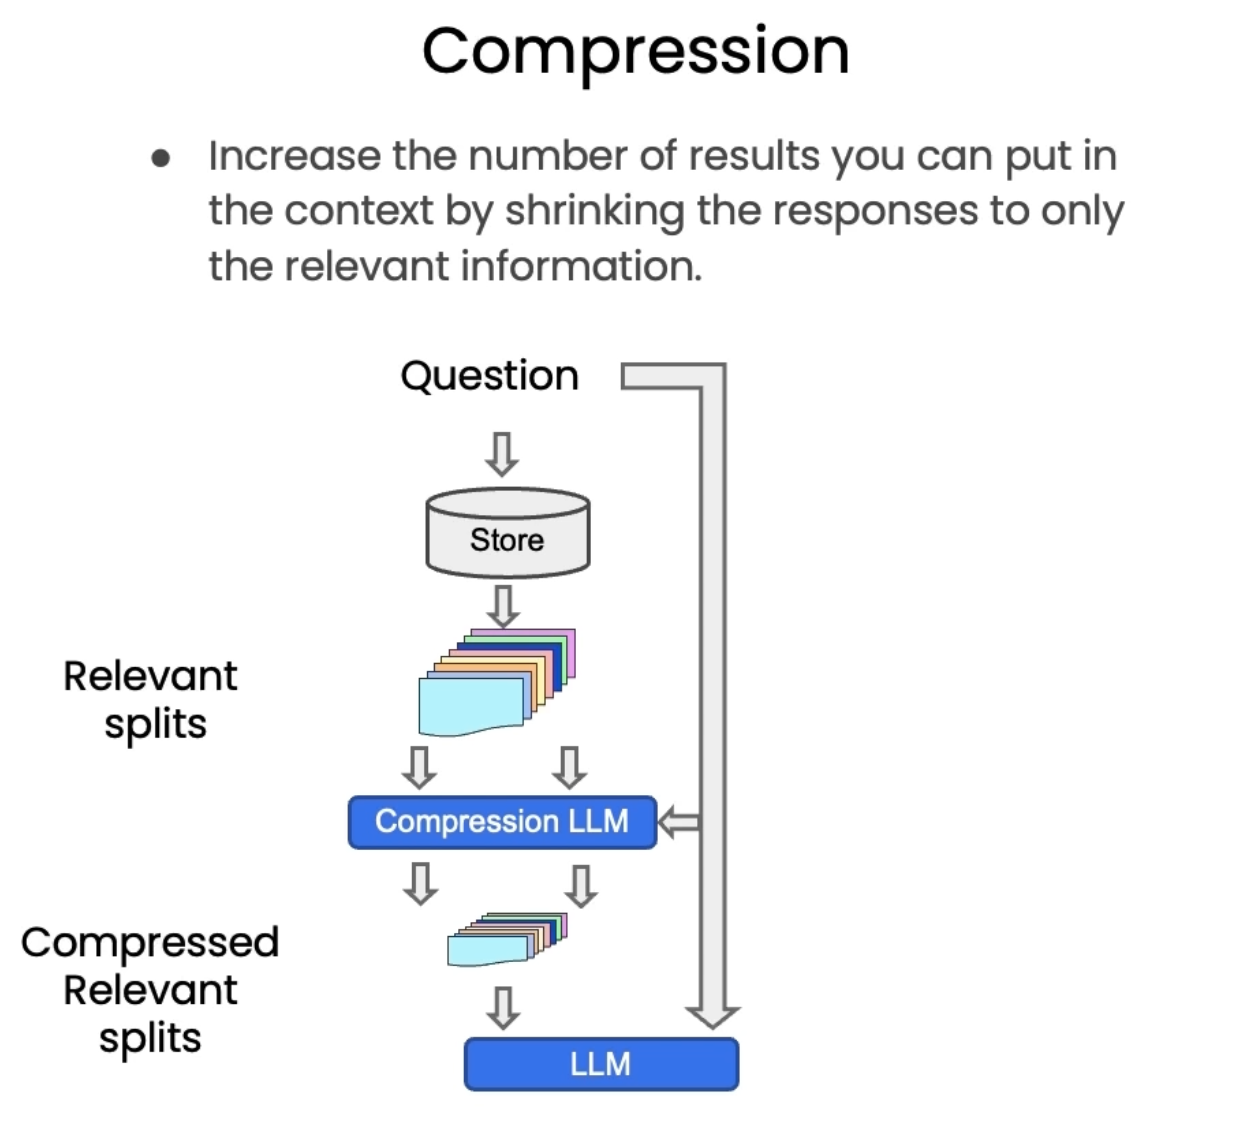 Compression
● Increase the number of results you can put in
the context by shrinking the responses to only
the relevant information.
Question
Store
Relevant
splits
Compression LLM
Compressed
Relevant
splits
LLM